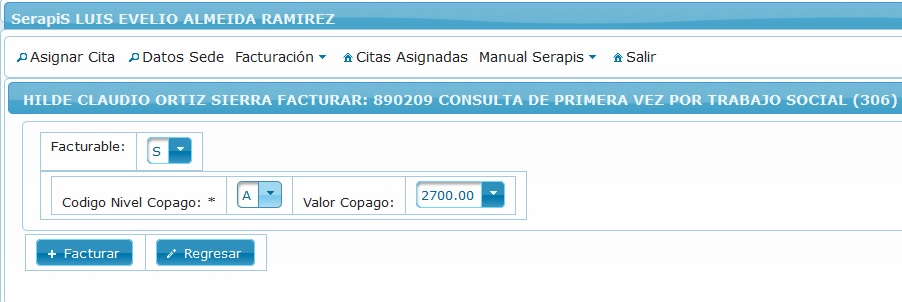 SerapiS LUIS EVELIO ALMEIDA RAMIREZ
Asignar Cita Datos Sede Facturación Citas Asignadas Manual Serapis Salir
HILDE CLAUDIO ORTIZ SIERRA FACTURAR: 890209 CONSULTA DE PRIMERA VEZ POR TRABAJO SOCIAL (306)
Facturable: S
Codigo Nivel Copago: * A Valor Copago: 2700.00
+ Facturar Regresar